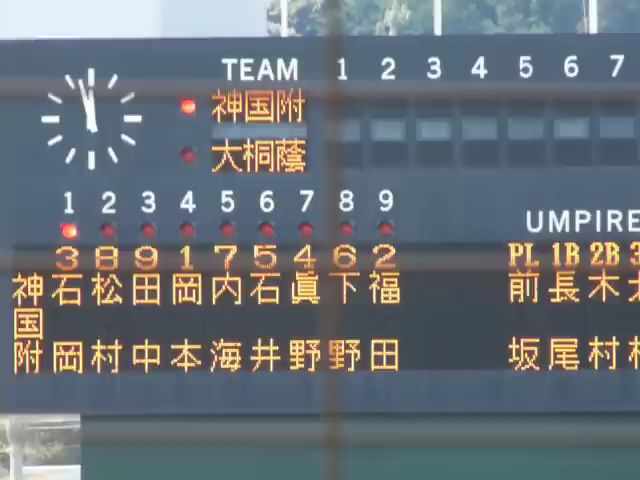 TEAM 1 2 3 4 5 6 7
神国附
大桐蔭
1 2 3 4 5 6 7 8 9
UMPIRE
3 8 9 1 7 5 4 6 2
PL 1B 2B
神国附
石岡
松村
田中
岡本
内海
石井
眞野
下野
福田
前坂
長尾
木村